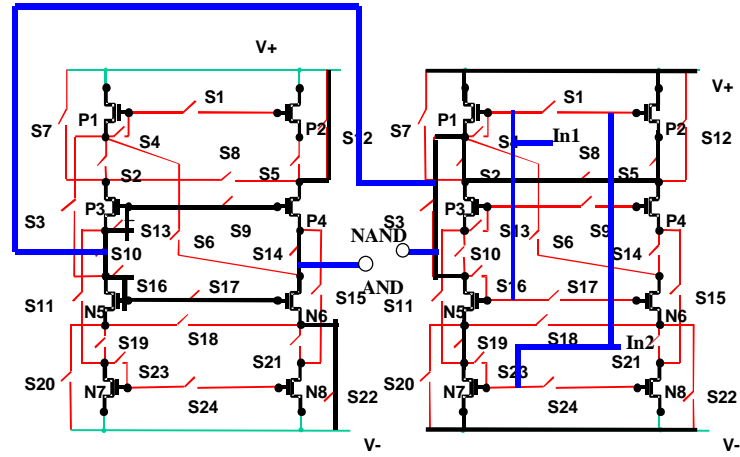 V+
S1
P1
P2
S7
S4
S12
S8
S2
S5
P3
S3
S9
P4
S13
S6
S14
S10
S16
S17
S15
S11
N5
N6
S18
S19
S21
S20
S23
N7
N8
S22
S24
V-
NAND
AND
V+
S1
P1
P2
S7
In1
S4
S12
S8
S2
S5
P3
S3
S9
P4
S13
S6
S14
S10
S16
S17
S15
S11
N5
N6
S18
In2
S19
S21
S20
S23
N7
N8
S22
S24
V-